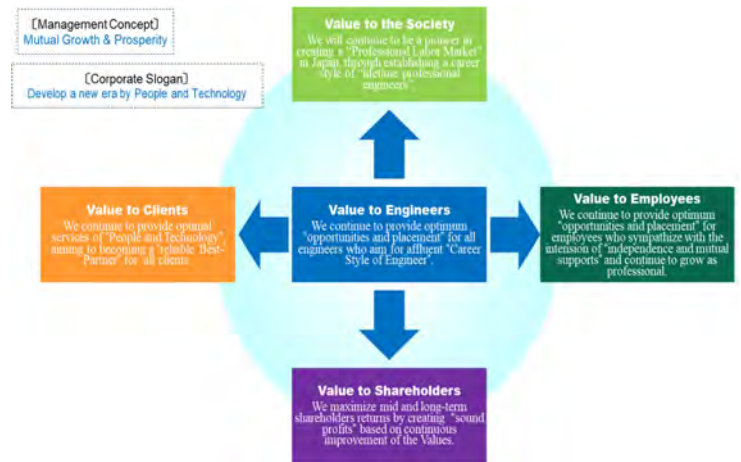 〔Management Concept〕
Mutual Growth & Prosperity
〔Corporate Slogan〕
Develop a new era by People and Technology
Value to the Society
We will continue to be a pioneer in
creating a "Professional Labor Market"
in Japan, through establishing a career
style of "lifetime professional
engineers".
Value to Clients
We continue to provide optimal
services of "People and Technology"
aiming to becoming a "reliable Best-
Partner" for all clients
Value to Engineers
We continue to provide optimum
"opportunities and placement" for all
engineers who aim for affluent "Career
Style of Engineer".
Value to Employees
We continue to provide optimum
"opportunities and placement" for
employees who sympathize with the
intension of "independence and mutual
supports" and continue to grow as
professional.
Value to Shareholders
We maximize mid and long-term
shareholders returns by creating "sound
profits" based on continuous
improvement of the Values.